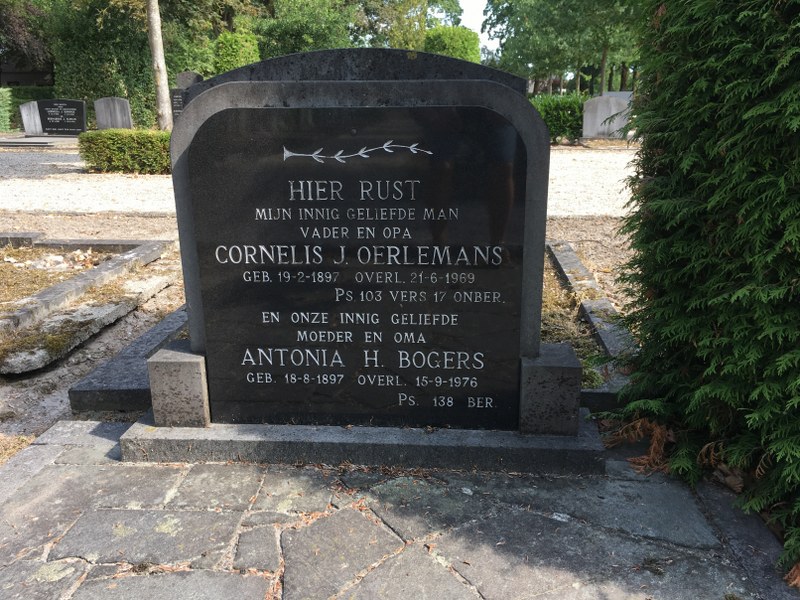 HIER RUST
MIJN INNIG GELIEFDE MAN
VADER EN OPA
CORNELIS J. OERLEMANS
GEB. 19-2-1897 OVERL. 21-6-1969
Ps. 103 VERS 17 ONBER.
EN ONZE INNIG GELIEFDE
MOEDER EN OMA
ANTONIA H. BOGERS
GEB. 18-8-1897 OVERL. 15-9-1976
Ps. 138 BER.